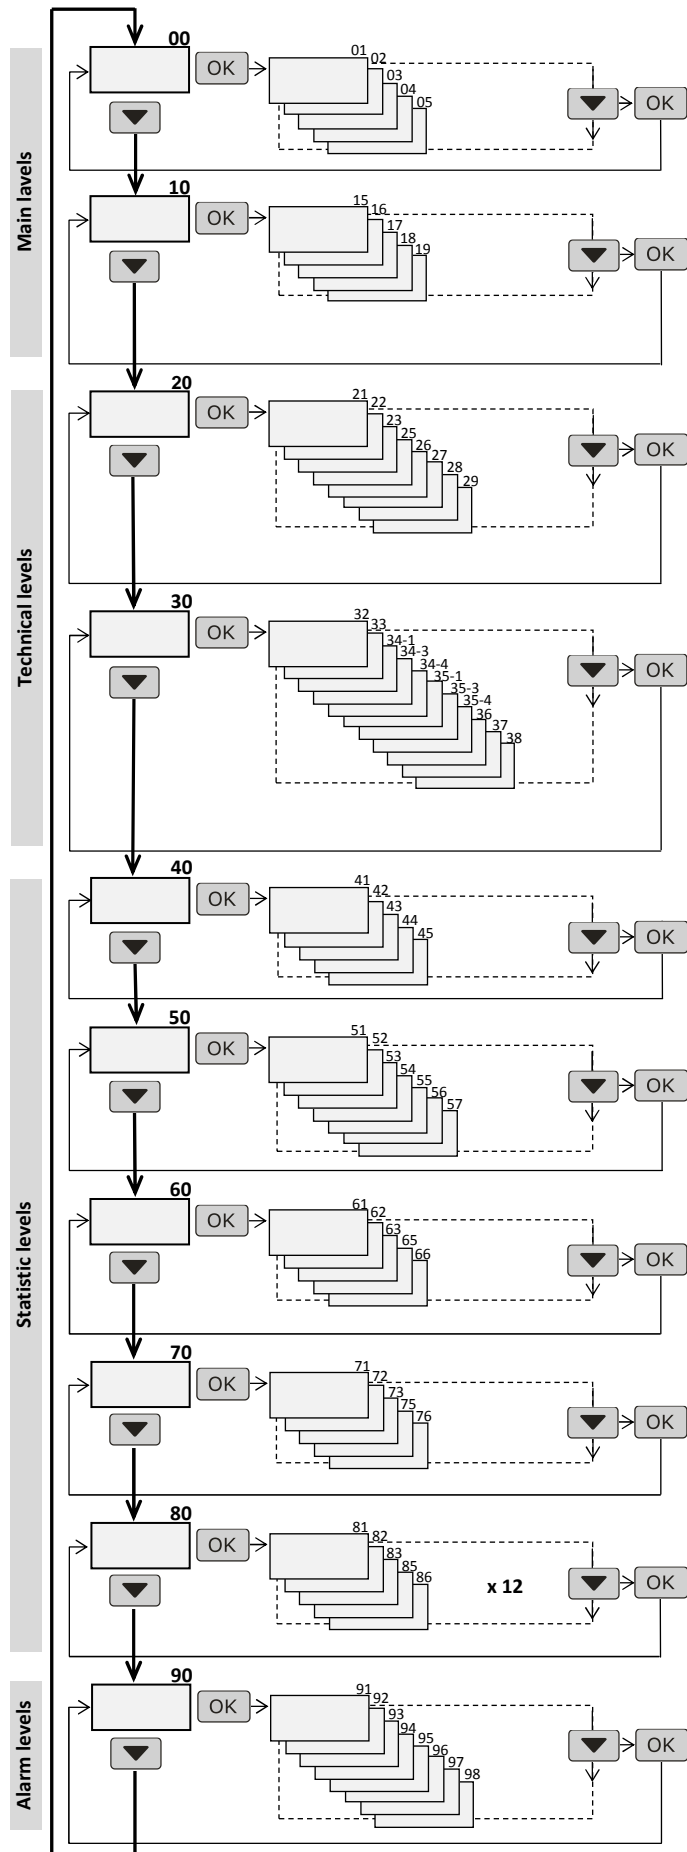 Main lavels
00
OK
01
02
03
04
05
OK
10
OK
15
16
17
18
19
OK
Technical levels
20
OK
21
22
23
25
26
27
28
29
OK
30
OK
32
33
34-1
34-3
34-4
35-1
35-3
35-4
36
37
38
OK
Statistic levels
40
OK
41
42
43
44
45
OK
50
OK
51
52
53
54
55
56
57
OK
60
OK
61
62
63
65
66
OK
70
OK
71
72
73
75
76
OK
80
OK
81
82
83
85
86
x 12
OK
Alarm levels
90
OK
91
92
93
94
95
96
97
98
OK